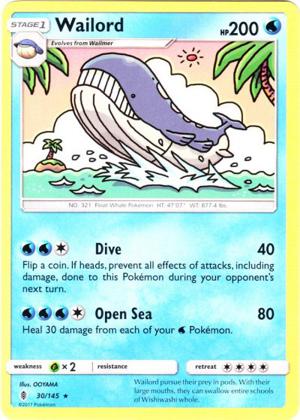 STAGE 1
Wailord
HP 200
Evolves from Wailmer
NO. 321 Float Whale Pokémon HT: 47'07" WT: 877.4 lbs.
Dive 40
Flip a coin. If heads, prevent all effects of attacks, including
damage, done to this Pokémon during your opponent's
next turn.
Open Sea 80
Heal 30 damage from each of your Pokémon.
weakness × 2 resistance retreat
Illus. OOYAMA
30/145 ★
©2017 Pokémon
Wailord pursue their prey in pods. With their
large mouths, they can swallow entire schools
of Wishiwashi whole.